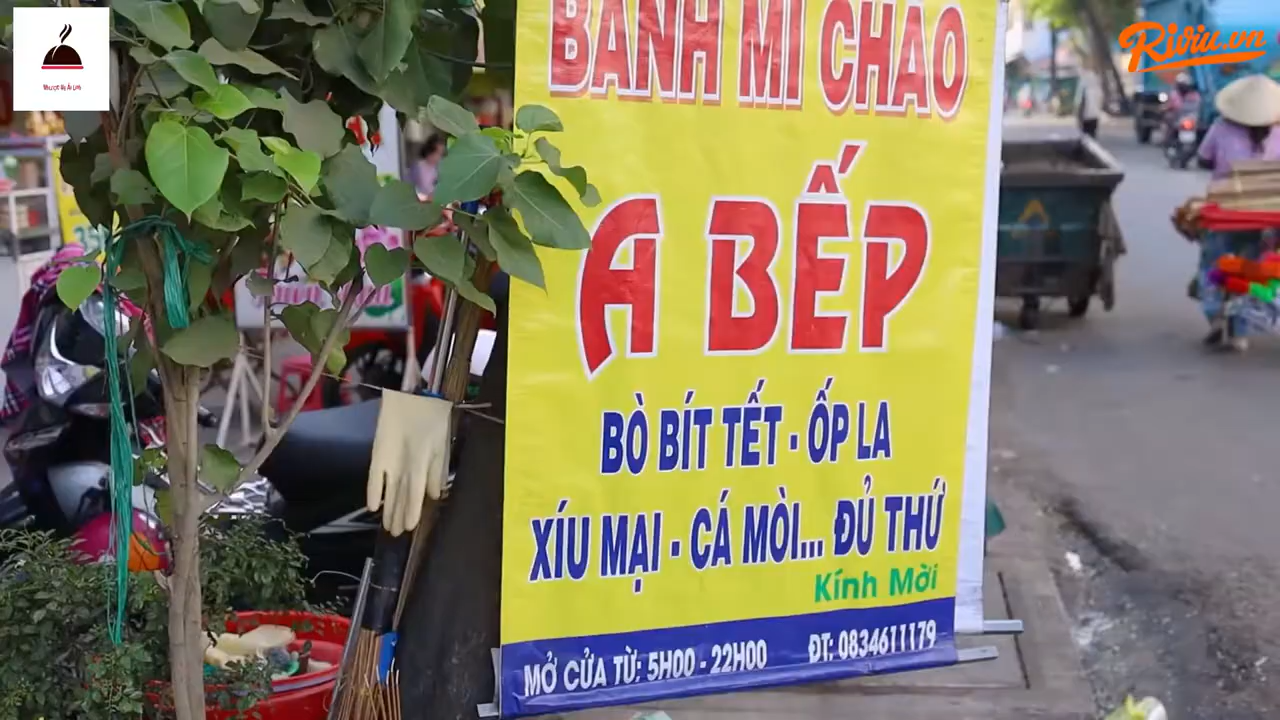 Riviu.vn
BÁNH MÌ CHẢO
A BẾP
BÒ BÍT TẾT - ỐP LA
XÍU MẠI - CÁ MÒI... ĐỦ THỨ
Kính Mời
MỞ CỬA TỪ: 5H00 - 22H00 ĐT: 0834611179